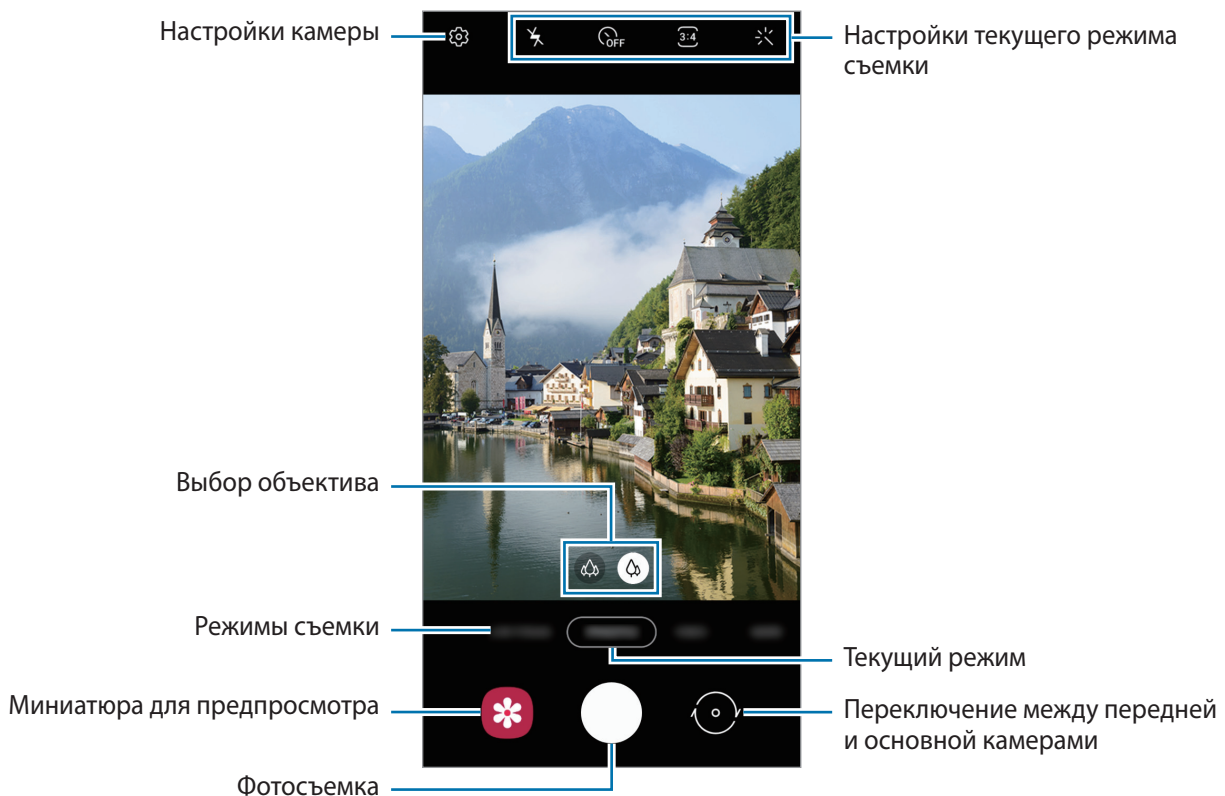 Настройки камеры
OFF
3:4
Настройки текущего режима
съемки
Выбор объектива
Режимы съемки
Текущий режим
Миниатюра для предпросмотра
Переключение между передней
и основной камерами
Фотосъемка